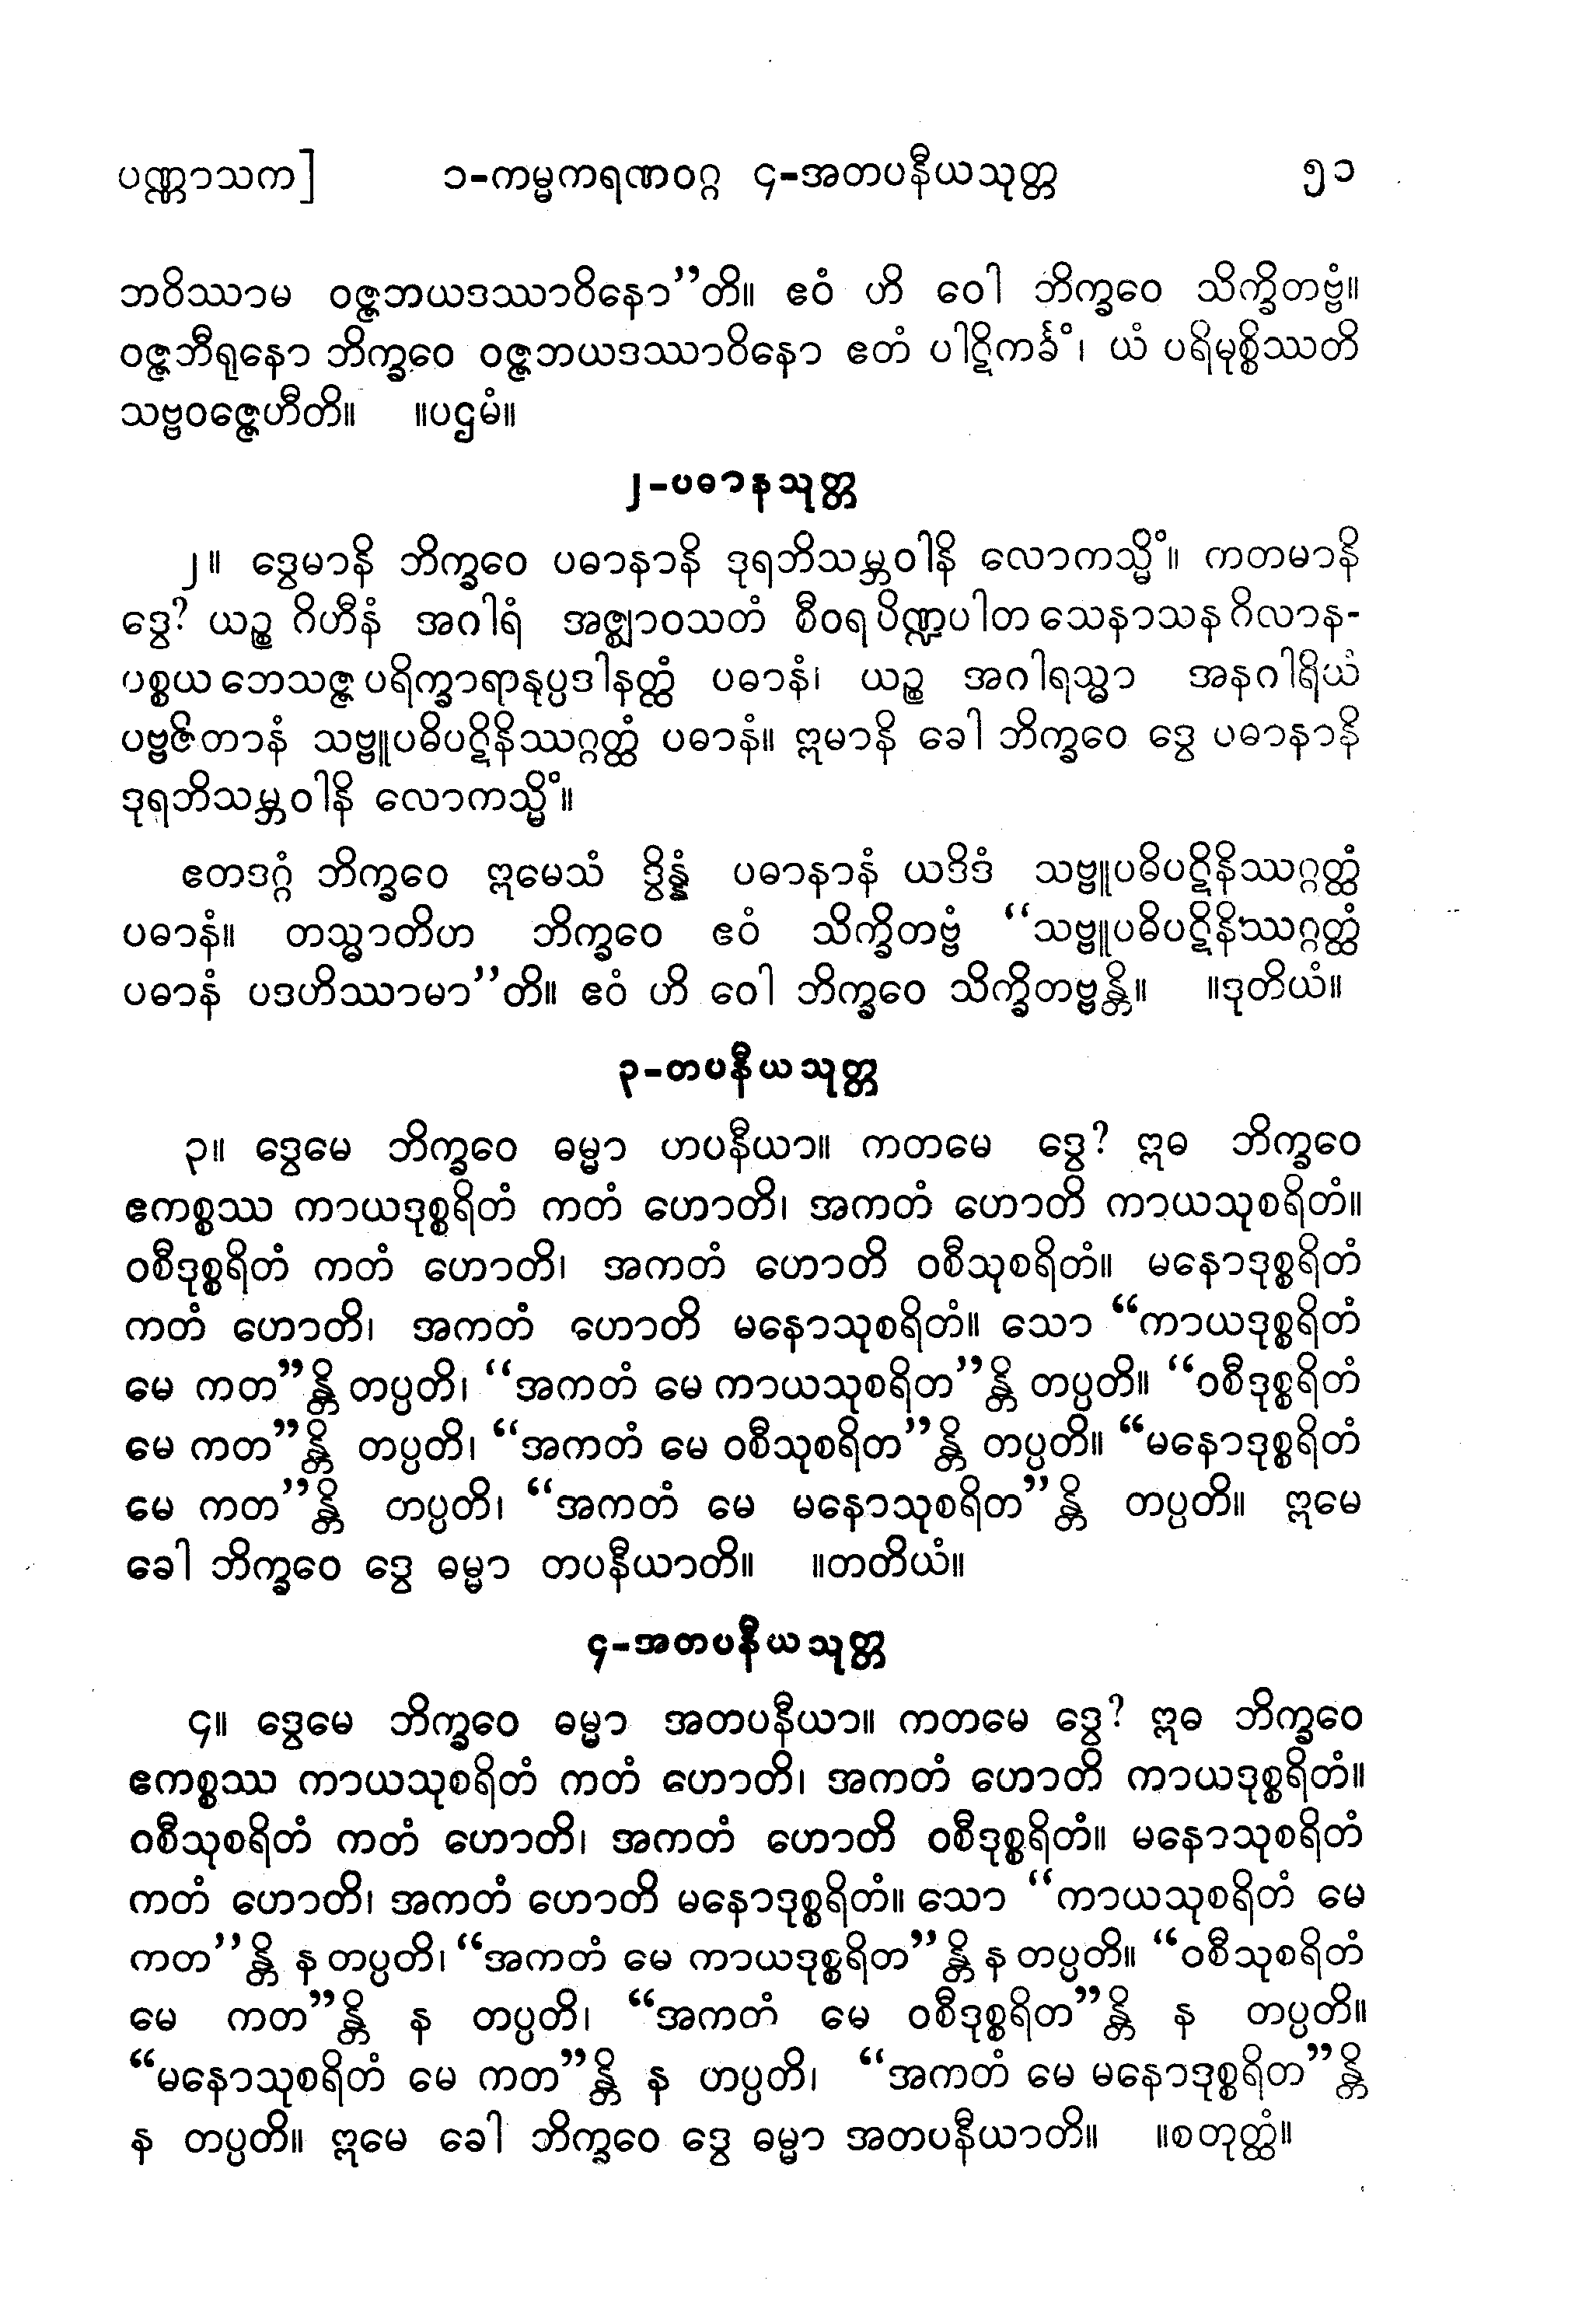 ပဏ္ဏာသက]	၁-ကမ္မကရဏဝဂ္ဂ ၄-အတပနီယသုတ္တ	၅၁
ဘဝိဿာမ ဝဇ္ဇဘယဒဿာဝိနော”တိ။ ဧဝံ ဟိ ဝေါ ဘိက္ခဝေ သိက္ခိတဗ္ဗံ။
ဝဇ္ဇဘီရုနော ဘိက္ခဝေ ဝဇ္ဇဘယဒဿာဝိနော ဧတံ ပါဋိကင်္ခံ၊ ယံ ပရိမုစ္စိဿတိ
သဗ္ဗဝဇ္ဇေဟီတိ။ ။ပဌမံ။
၂-ပဓာနသုတ္တ
၂။ ဒွေမာနိ ဘိက္ခဝေ ပဓာနာနိ ဒုရဘိသမ္ဘဝါနိ လောကသ္မိံ။ ကတမာနိ
ဒွေ? ယဉ္စ ဂိဟီနံ အဂါရံ အဇ္ဈာဝသတံ စီဝရ ပိဏ္ဍပါတ သေနာသန ဂိလာန-
ပစ္စယ ဘေသဇ္ဇ ပရိက္ခာရာနုပ္ပဒါနတ္ထံ ပဓာနံ၊ ယဉ္စ အဂါရသ္မာ အနဂါရိယံ
ပဗ္ဗဇိတာနံ သဗ္ဗူပဓိပဋိနိဿဂ္ဂတ္ထံ ပဓာနံ။ ဣမာနိ ခေါ ဘိက္ခဝေ ဒွေ ပဓာနာနိ
ဒုရဘိသမ္ဘဝါနိ လောကသ္မိံ။
ဧတဒဂ္ဂံ ဘိက္ခဝေ ဣမေသံ ဒွိန္နံ ပဓာနာနံ ယဒိဒံ သဗ္ဗူပဓိပဋိနိဿဂ္ဂတ္ထံ
ပဓာနံ။ တသ္မာတိဟ ဘိက္ခဝေ ဧဝံ သိက္ခိတဗ္ဗံ “သဗ္ဗူပဓိပဋိနိဿဂ္ဂတ္ထံ
ပဓာနံ ပဒဟိဿာမာ”တိ။ ဧဝံ ဟိ ဝေါ ဘိက္ခဝေ သိက္ခိတဗ္ဗန္တိ။ ။ဒုတိယံ။
၃-တပနီယသုတ္တ
၃။ ဒွေမေ ဘိက္ခဝေ ဓမ္မာ ဟပနီယာ။ ကတမေ ဒွေ? ဣဓ ဘိက္ခဝေ
ဧကစ္စဿ ကာယဒုစ္စရိတံ ကတံ ဟောတိ၊ အကတံ ဟောတိ ကာယသုစရိတံ။
ဝစီဒုစ္စရိတံ ကတံ ဟောတိ၊ အကတံ ဟောတိ ဝစီသုစရိတံ။ မနောဒုစ္စရိတံ
ကတံ ဟောတိ၊ အကတံ ဟောတိ မနောသုစရိတံ။ သော “ကာယဒုစ္စရိတံ
မေ ကတ”န္တိ တပ္ပတိ၊ “အကတံ မေ ကာယသုစရိတ”န္တိ တပ္ပတိ။ “ဝစီဒုစ္စရိတံ
မေ ကတ”န္တိ တပ္ပတိ၊ “အကတံ မေ ဝစီသုစရိတ”န္တိ တပ္ပတိ။ “မနောဒုစ္စရိတံ
မေ ကတ”န္တိ တပ္ပတိ၊ “အကတံ မေ မနောသုစရိတ”န္တိ တပ္ပတိ။ ဣမေ
ခေါ ဘိက္ခဝေ ဒွေ ဓမ္မာ တပနီယာတိ။ ။တတိယံ။
၄-အတပနီယသုတ္တ
၄။ ဒွေမေ ဘိက္ခဝေ ဓမ္မာ အတပနီယာ။ ကတမေ ဒွေ? ဣဓ ဘိက္ခဝေ
ဧကစ္စဿ ကာယသုစရိတံ ကတံ ဟောတိ၊ အကတံ ဟောတိ ကာယဒုစ္စရိတံ။
ဝစီသုစရိတံ ကတံ ဟောတိ၊ အကတံ ဟောတိ ဝစီဒုစ္စရိတံ။ မနောသုစရိတံ
ကတံ ဟောတိ၊ အကတံ ဟောတိ မနောဒုစ္စရိတံ။ သော “ကာယသုစရိတံ မေ
ကတ”န္တိ န တပ္ပတိ၊ “အကတံ မေ ကာယဒုစ္စရိတ”န္တိ န တပ္ပတိ။ “ဝစီသုစရိတံ
မေ ကတ”န္တိ န တပ္ပတိ၊ “အကတံ မေ ဝစီဒုစ္စရိတ”န္တိ န တပ္ပတိ။
“မနောသုစရိတံ မေ ကတ”န္တိ န ဟပ္ပတိ၊ “အကတံ မေ မနောဒုစ္စရိတ”န္တိ
န တပ္ပတိ။ ဣမေ ခေါ ဘိက္ခဝေ ဒွေ ဓမ္မာ အတပနီယာတိ။ ။စတုတ္ထံ။